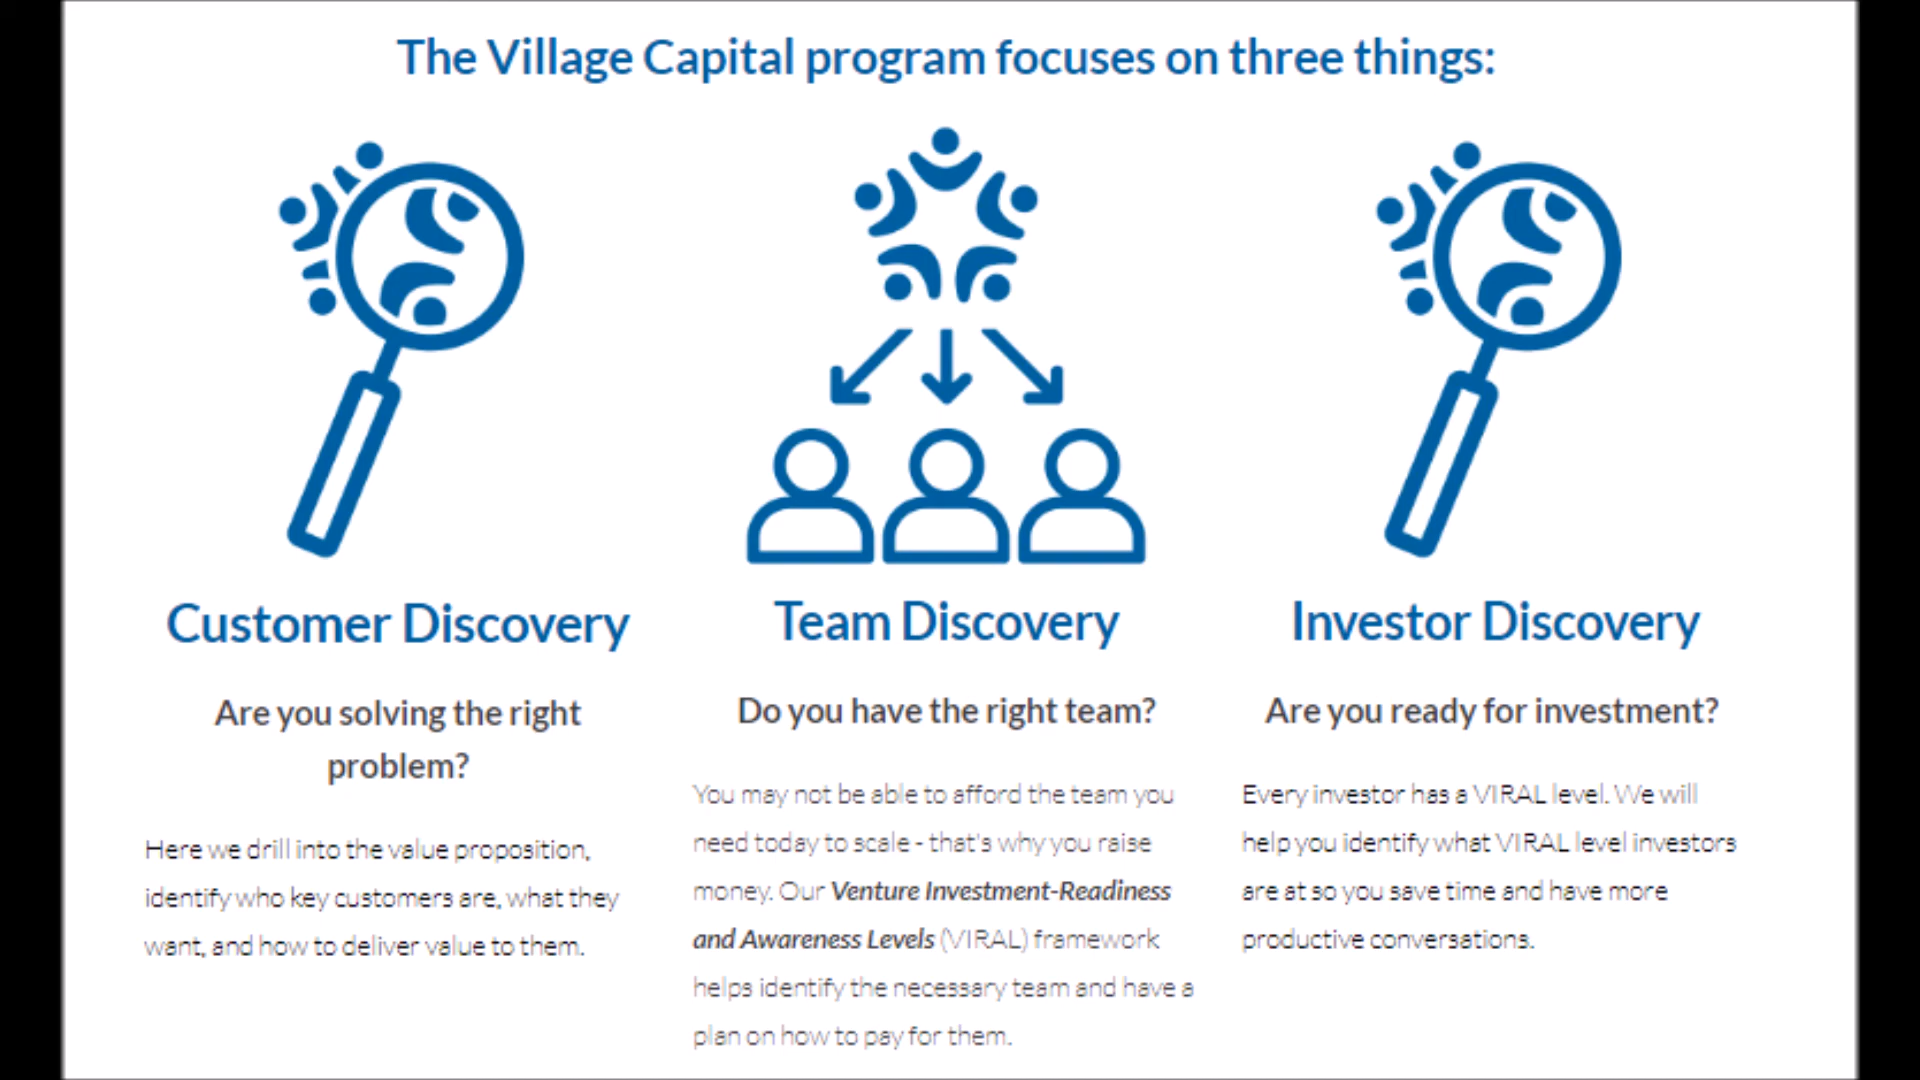 The Village Capital program focuses on three things:
Customer Discovery
Are you solving the right
problem?
Here we drill into the value proposition,
identify who key customers are, what they
want, and how to deliver value to them.
Team Discovery
Do you have the right team?
You may not be able to afford the team you
need today to scale - that's why you raise
money. Our Venture Investment-Readiness
and Awareness Levels (VIRAL) framework
helps identify the necessary team and have a
plan on how to pay for them.
Investor Discovery
Are you ready for investment?
Every investor has a VIRAL level. We will
help you identify what VIRAL level investors
are at so you save time and have more
productive conversations.